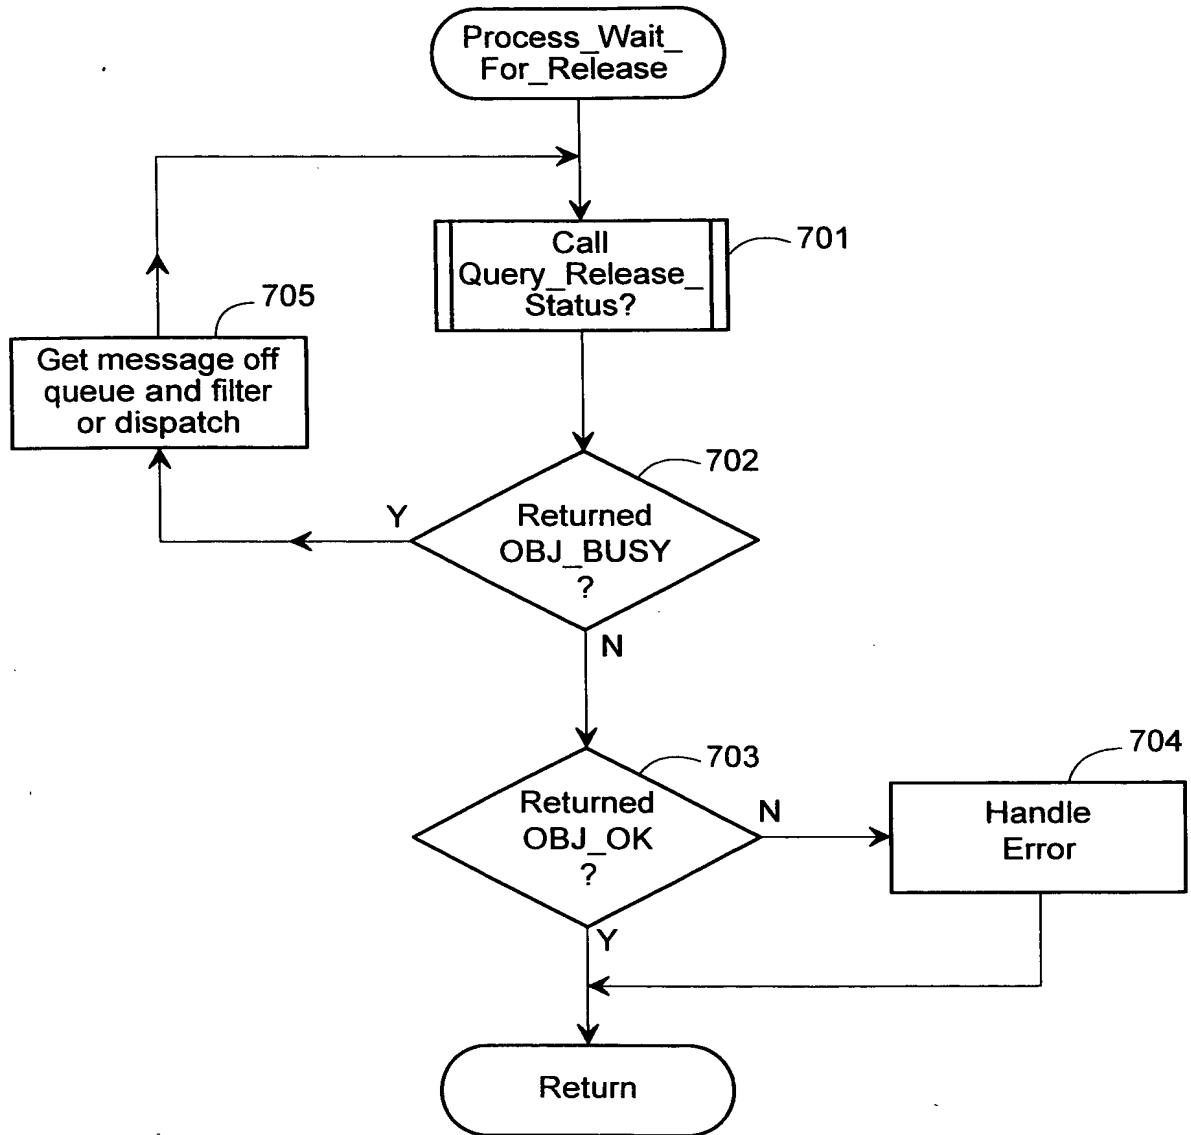 Process_Wait_
For_Release
Call
Query_Release_
Status?
701
705
Get message off
queue and filter
or dispatch
702
Y
Returned
OBJ_BUSY
?
N
703
704
Returned
OBJ_OK
?
N
Handle
Error
Y
Return